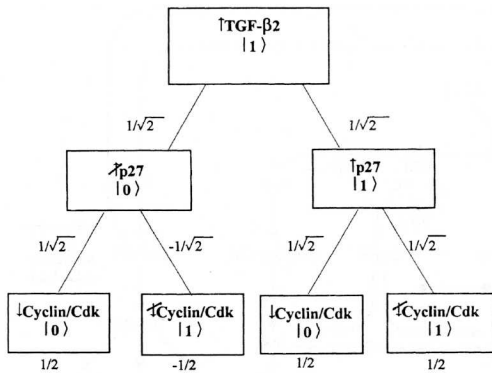 ↑TGF-β2
|1⟩
1/√2 1/√2
↑̸p27 ↑p27
|0⟩ |1⟩
1/√2 -1/√2 1/√2 1/√2
↓Cyclin/Cdk ↓̸Cyclin/Cdk ↓Cyclin/Cdk ↓̸Cyclin/Cdk
|0⟩ |1⟩ |0⟩ |1⟩
1/2 -1/2 1/2 1/2